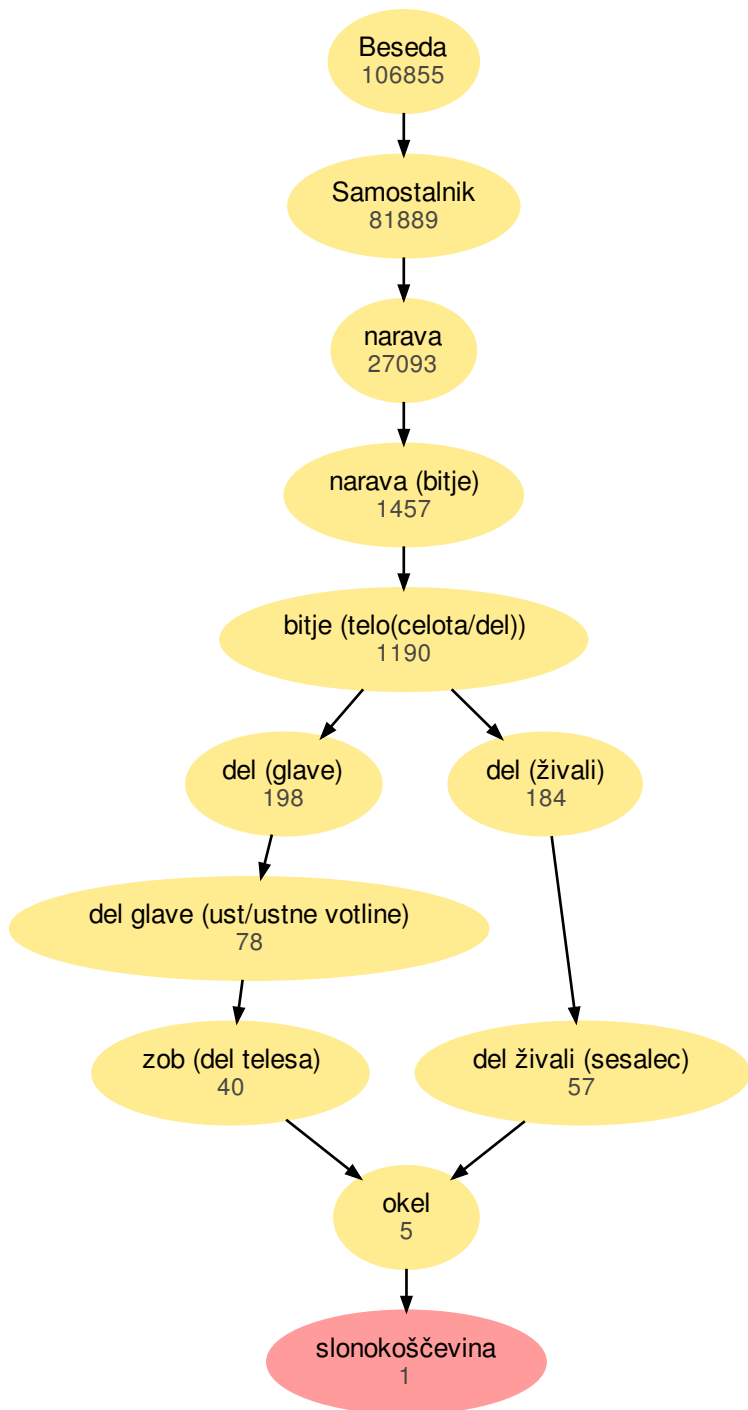 Beseda
106855
Samostalnik
81889
narava
27093
narava (bitje)
1457
bitje (telo(celota/del))
1190
del (glave)
198
del (živali)
184
del glave (ust/ustne votline)
78
zob (del telesa)
40
del živali (sesalec)
57
okel
5
slonokoščevina
1